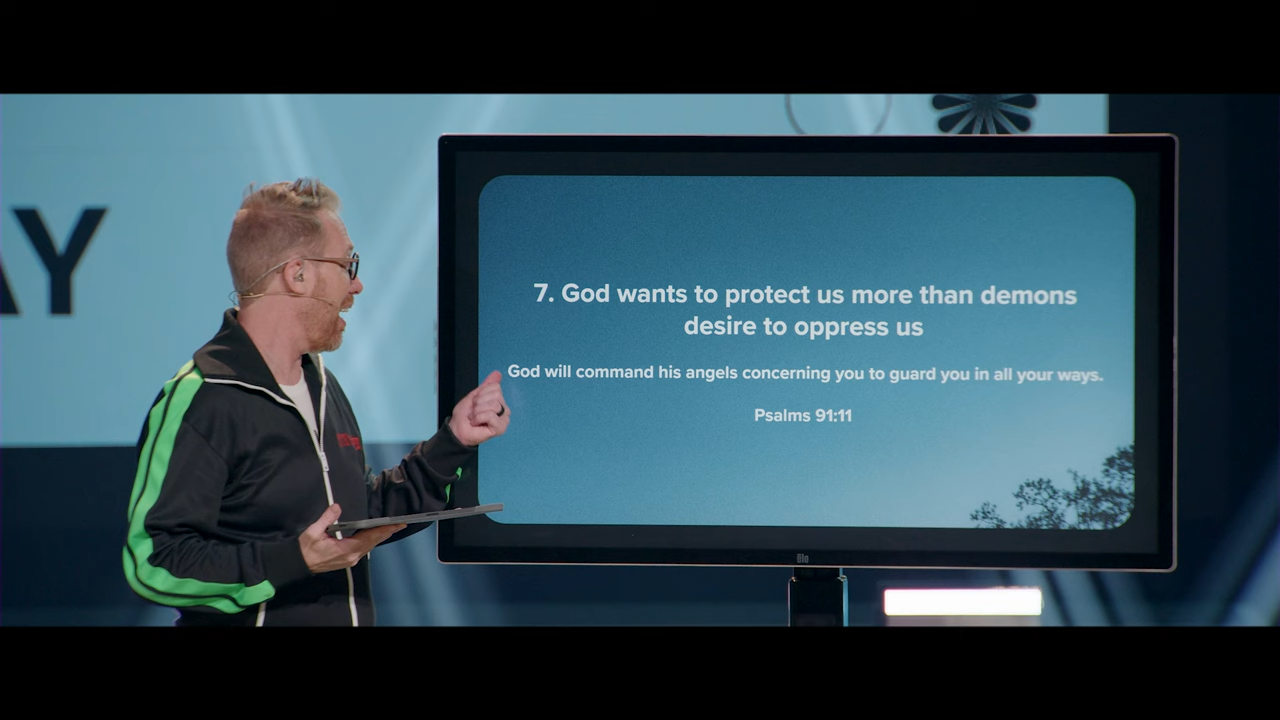 AY
7. God wants to protect us more than demons
desire to oppress us
God will command his angels concerning you to guard you in all your ways.
Psalms 91:11
elo